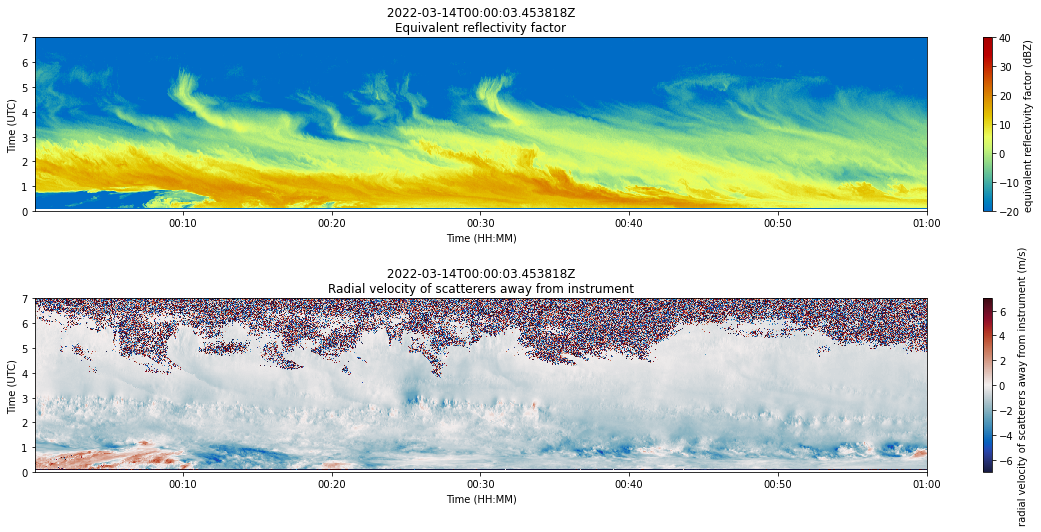 2022-03-14T00:00:03.453818Z
Equivalent reflectivity factor
Time (UTC)
7
6
5
4
3
2
1
0
00:10 00:20 00:30 00:40 00:50 01:00
Time (HH:MM)
40
30
20
10
0
−10
−20
equivalent reflectivity factor (dBZ)
2022-03-14T00:00:03.453818Z
Radial velocity of scatterers away from instrument
Time (UTC)
7
6
5
4
3
2
1
0
00:10 00:20 00:30 00:40 00:50 01:00
Time (HH:MM)
6
4
2
0
−2
−4
−6
radial velocity of scatterers away from instrument (m/s)